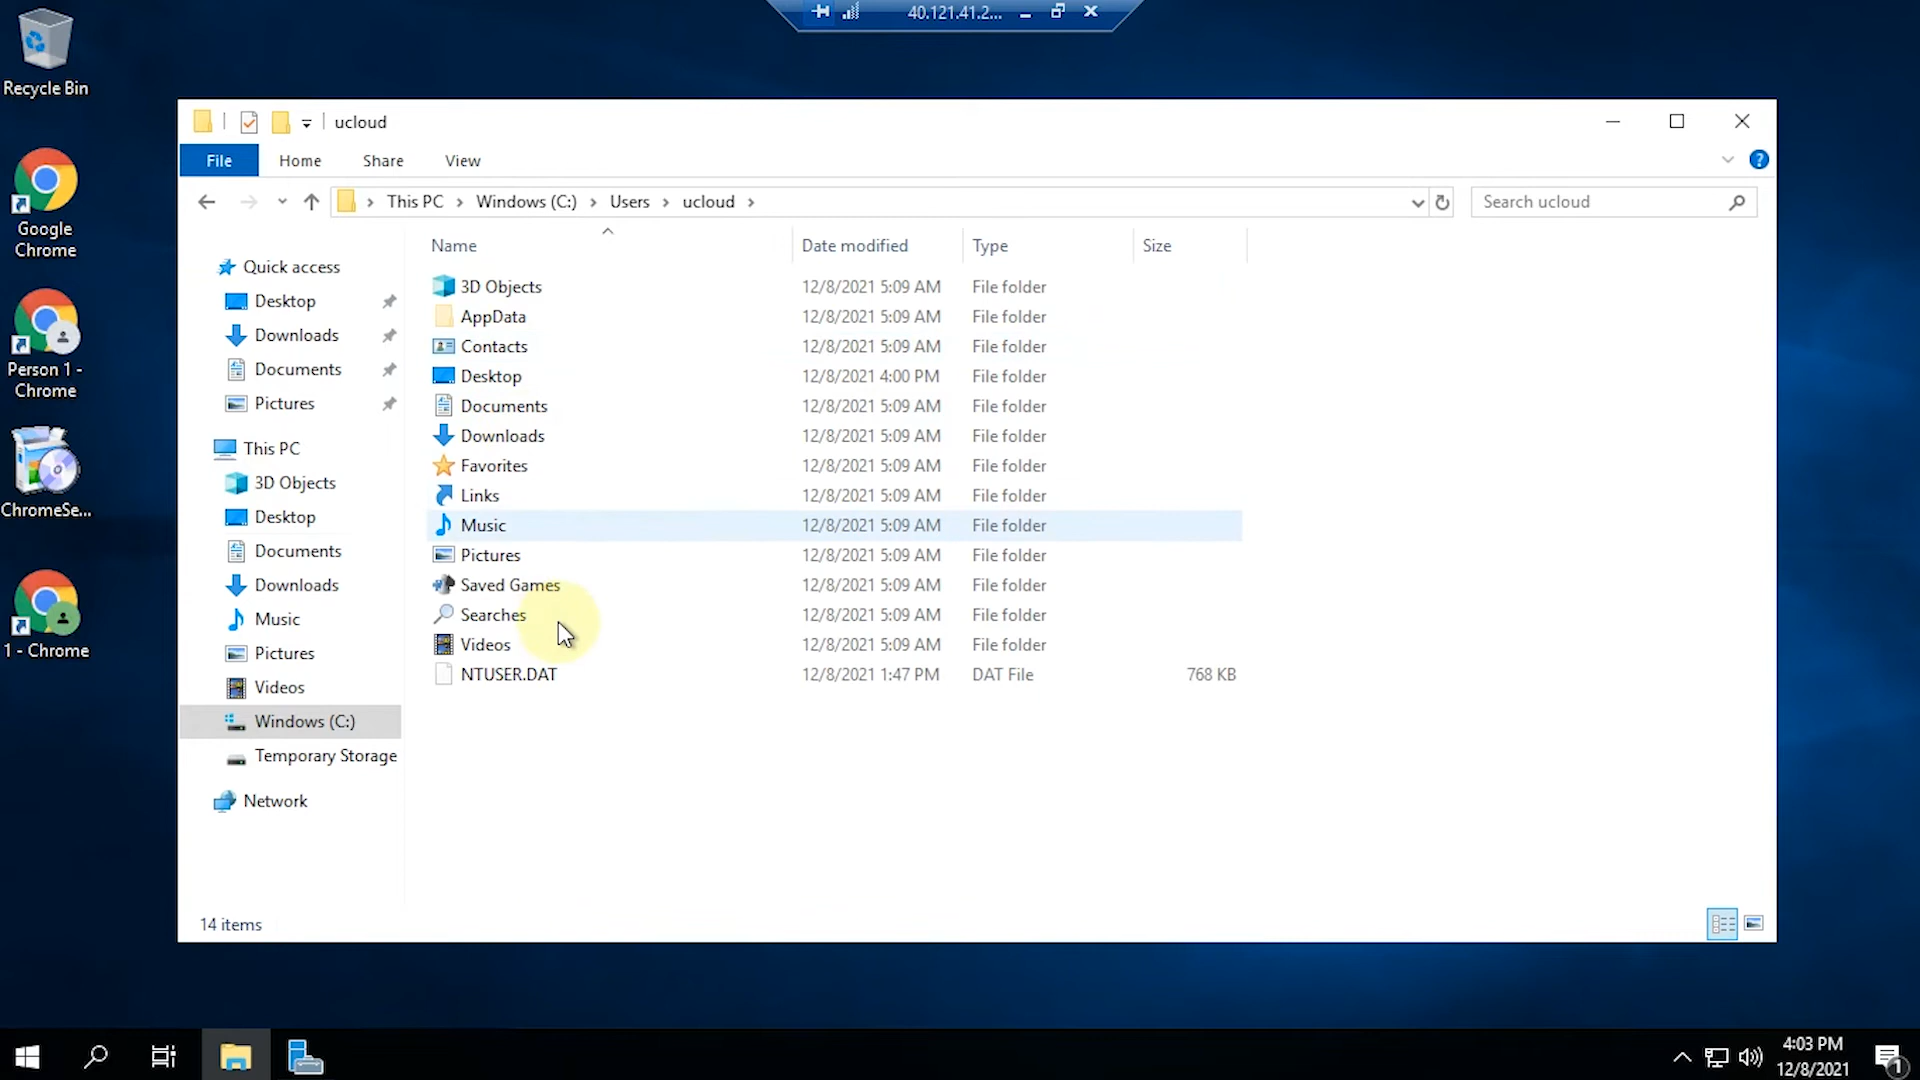 40.121.41.2...
Recycle Bin
Google
Chrome
Person 1 -
Chrome
ChromeSe...
1 - Chrome
ucloud
File Home Share View
This PC Windows (C:) Users ucloud
Search ucloud
Quick access
Desktop
Downloads
Documents
Pictures
This PC
3D Objects
Desktop
Documents
Downloads
Music
Pictures
Videos
Windows (C:)
Temporary Storage
Network
Name Date modified Type Size
3D Objects 12/8/2021 5:09 AM File folder
AppData 12/8/2021 5:09 AM File folder
Contacts 12/8/2021 5:09 AM File folder
Desktop 12/8/2021 4:00 PM File folder
Documents 12/8/2021 5:09 AM File folder
Downloads 12/8/2021 5:09 AM File folder
Favorites 12/8/2021 5:09 AM File folder
Links 12/8/2021 5:09 AM File folder
Music 12/8/2021 5:09 AM File folder
Pictures 12/8/2021 5:09 AM File folder
Saved Games 12/8/2021 5:09 AM File folder
Searches 12/8/2021 5:09 AM File folder
Videos 12/8/2021 5:09 AM File folder
NTUSER.DAT 12/8/2021 1:47 PM DAT File 768 KB
14 items
4:03 PM
12/8/2021
1